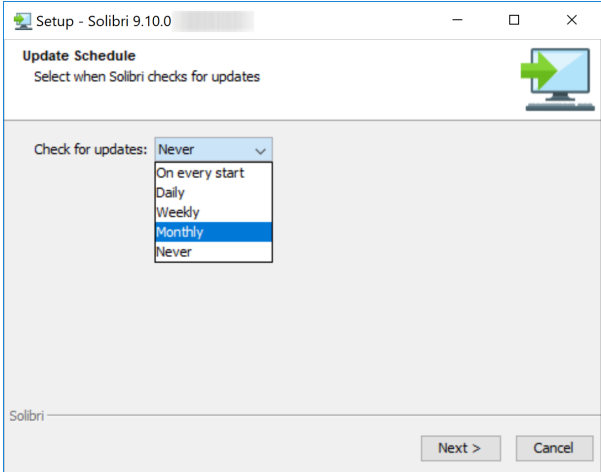 Setup - Solibri 9.10.0
Update Schedule
Select when Solibri checks for updates
Check for updates: Never
On every start
Daily
Weekly
Monthly
Never
Solibri
Next >
Cancel